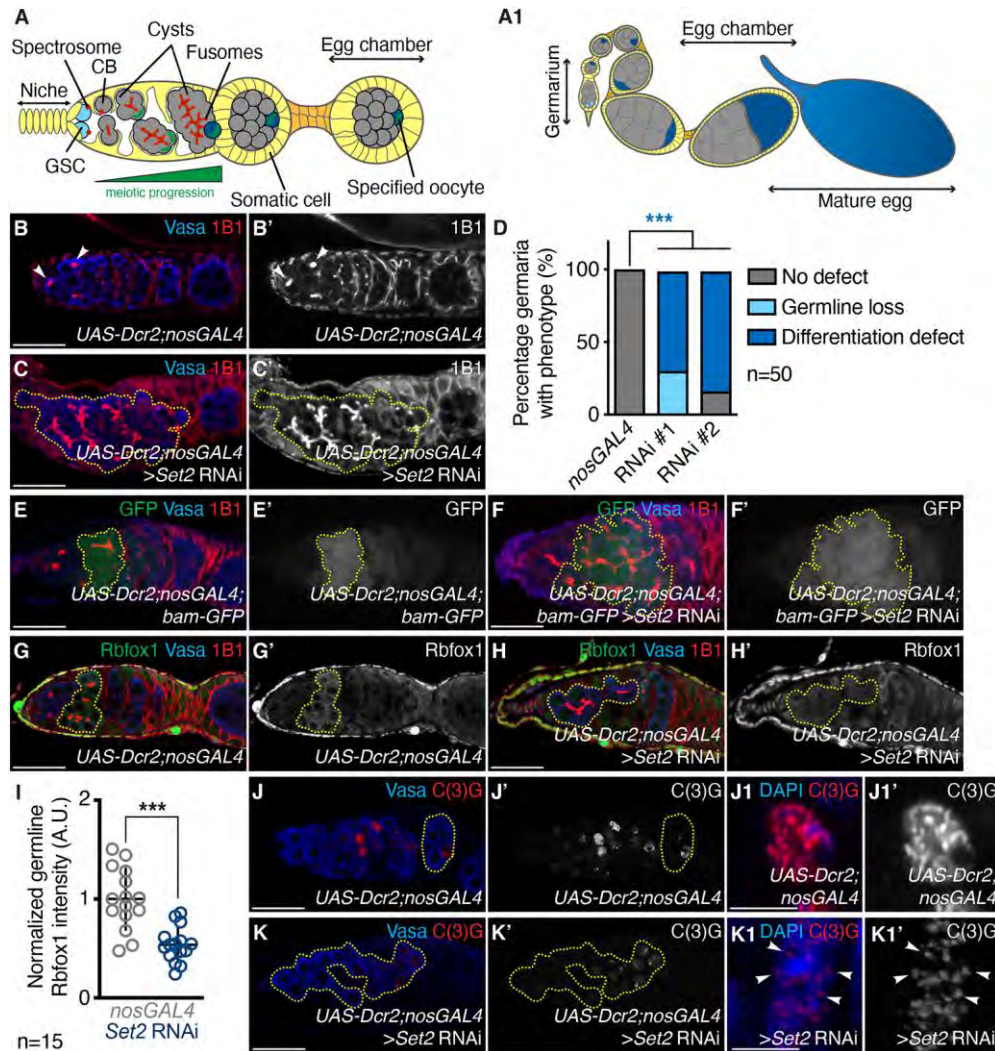 A
Spectrosome
CB
Cysts
Fusomes
Egg chamber
Niche
GSC
meiotic progression
Somatic cell
Specified oocyte
A1
Egg chamber
Germarium
Mature egg
B
Vasa 1B1
UAS-Dcr2;nosGAL4
B'
1B1
C
Vasa 1B1
UAS-Dcr2;nosGAL4
>Set2 RNAi
C'
1B1
UAS-Dcr2;nosGAL4
>Set2 RNAi
D
***
Percentage germaria
with phenotype (%)
100
50
0
nosGAL4
RNAi #1
RNAi #2
No defect
Germline loss
Differentiation defect
n=50
E
GFP Vasa 1B1
UAS-Dcr2;nosGAL4;
bam-GFP
E'
GFP
UAS-Dcr2;nosGAL4;
bam-GFP
F
GFP Vasa 1B1
UAS-Dcr2;nosGAL4;
bam-GFP >Set2 RNAi
F'
GFP
UAS-Dcr2;nosGAL4;
bam-GFP >Set2 RNAi
G
Rbfox1 Vasa 1B1
UAS-Dcr2;nosGAL4
G'
Rbfox1
UAS-Dcr2;nosGAL4
H
Rbfox1 Vasa 1B1
UAS-Dcr2;nosGAL4
>Set2 RNAi
H'
Rbfox1
UAS-Dcr2;nosGAL4
>Set2 RNAi
I
Normalized germline
Rbfox1 intensity (A.U.)
2
1
0
***
nosGAL4
Set2 RNAi
n=15
J
Vasa C(3)G
UAS-Dcr2;nosGAL4
J'
C(3)G
UAS-Dcr2;nosGAL4
J1
DAPI C(3)G
UAS-Dcr2;
nosGAL4
J1'
C(3)G
UAS-Dcr2;
nosGAL4
K
Vasa C(3)G
UAS-Dcr2;nosGAL4
>Set2 RNAi
K'
C(3)G
UAS-Dcr2;nosGAL4
>Set2 RNAi
K1
DAPI C(3)G
UAS-Dcr2;nosGAL4
>Set2 RNAi
K1'
C(3)G
>Set2 RNAi